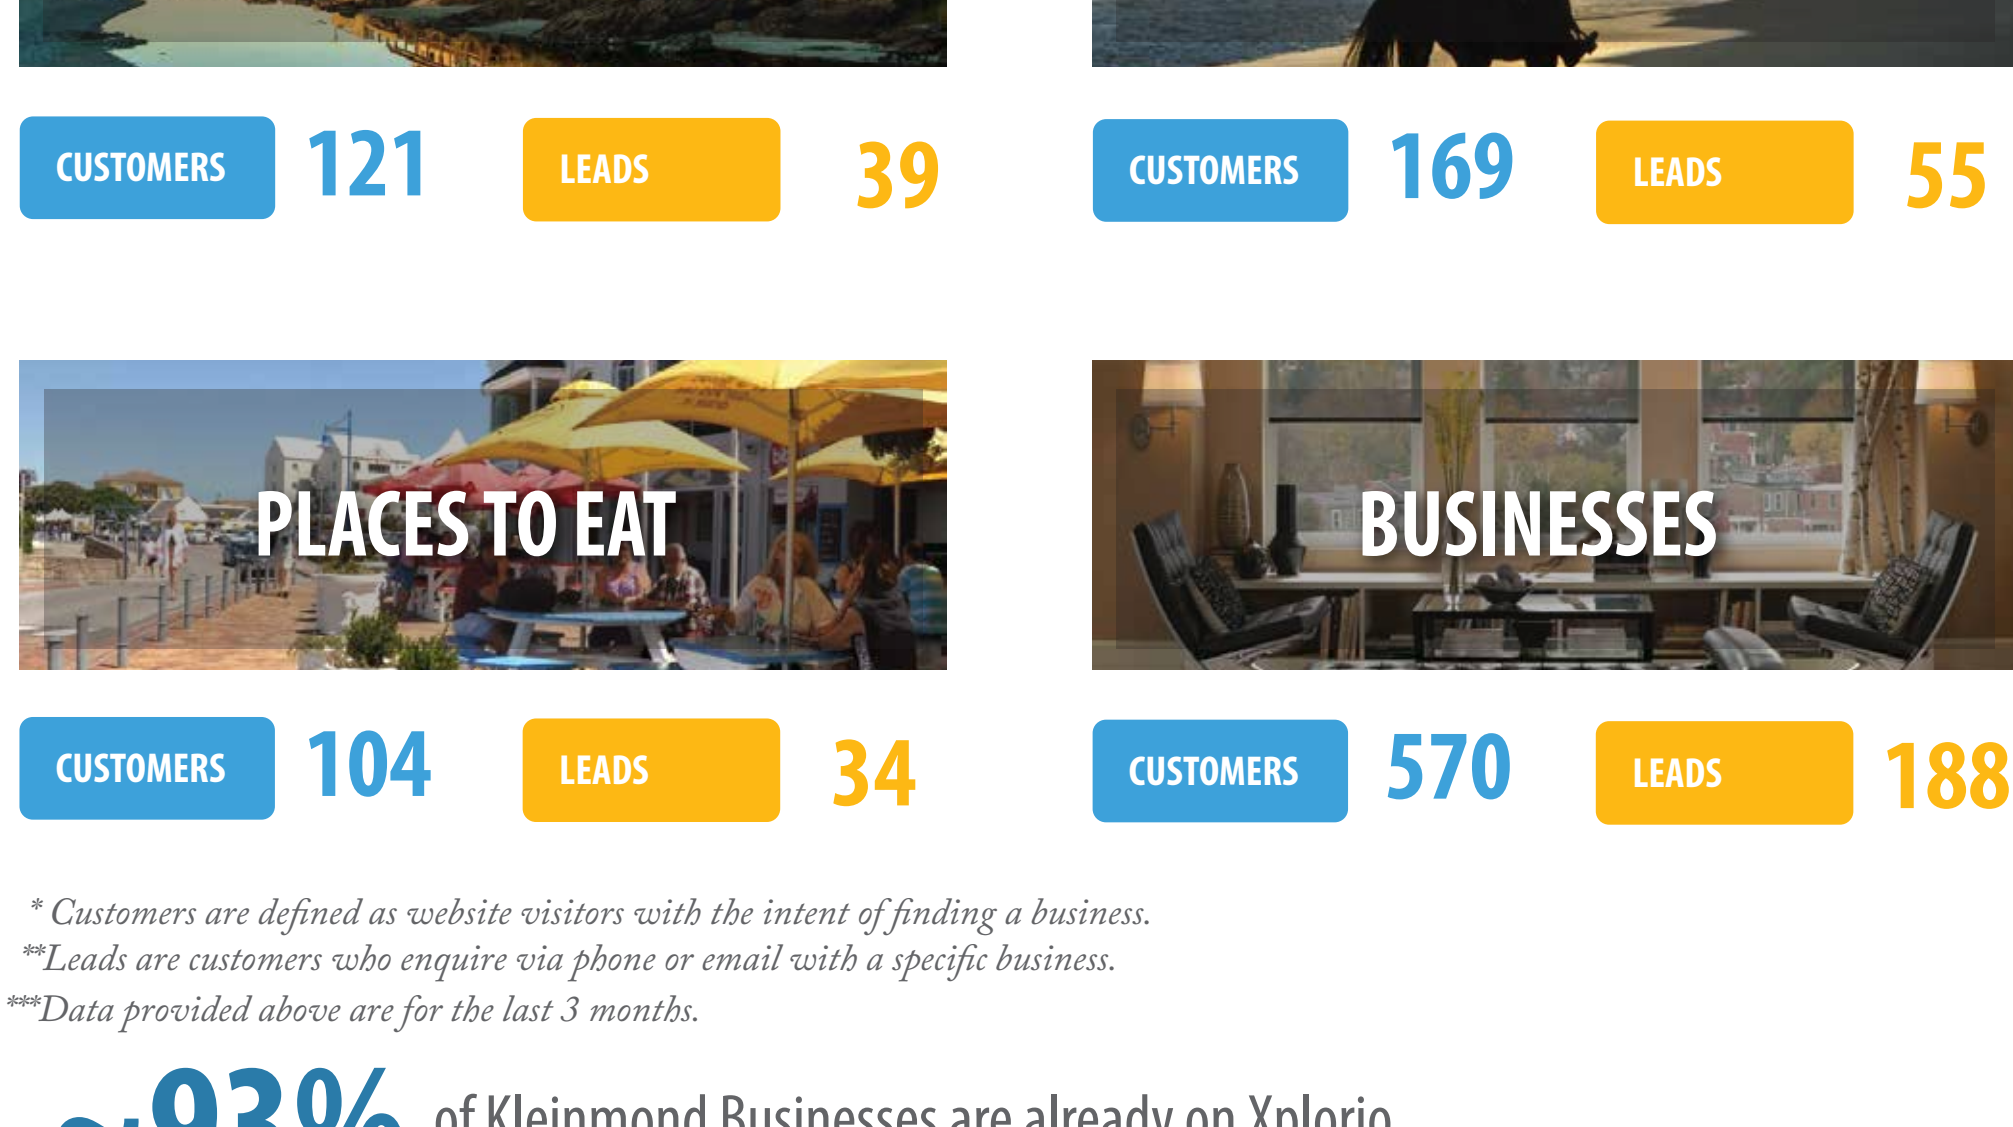 CUSTOMERS 121 LEADS 39 CUSTOMERS 169 LEADS 55
PLACES TO EAT BUSINESSES
CUSTOMERS 104 LEADS 34 CUSTOMERS 570 LEADS 188
* Customers are defined as website visitors with the intent of finding a business.
**Leads are customers who enquire via phone or email with a specific business.
***Data provided above are for the last 3 months.
~93% of Kleinmond Businesses are already on Xplorio